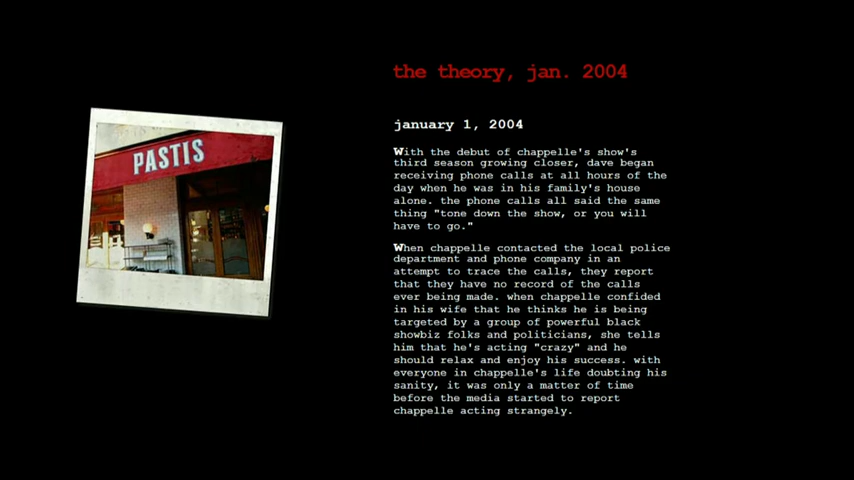 the theory, jan. 2004
PASTIS
january 1, 2004
With the debut of chappelle's show's
third season growing closer, dave began
receiving phone calls at all hours of the
day when he was in his family's house
alone. the phone calls all said the same
thing "tone down the show, or you will
have to go."
When chappelle contacted the local police
department and phone company in an
attempt to trace the calls, they report
that they have no record of the calls
ever being made. when chappelle confided
in his wife that he thinks he is being
targeted by a group of powerful black
showbiz folks and politicians, she tells
him that he's acting "crazy" and he
should relax and enjoy his success. with
everyone in chappelle's life doubting his
sanity, it was only a matter of time
before the media started to report
chappelle acting strangely.